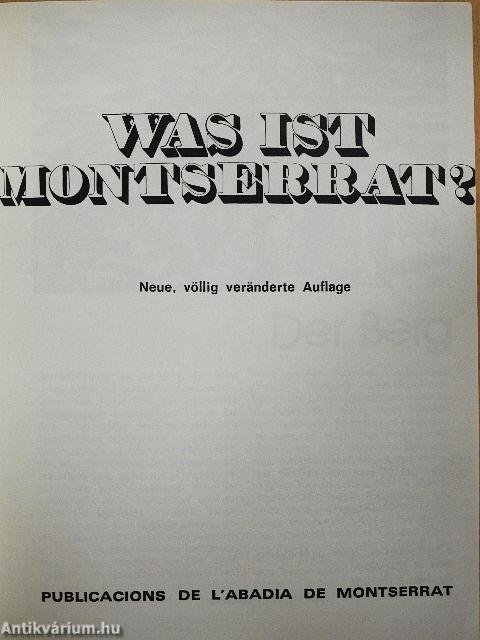 WAS IST
MONTSERRAT?
Neue, völlig veränderte Auflage
Der Berg
PUBLICACIONS DE L'ABADIA DE MONTSERRAT
Antikvárium.hu